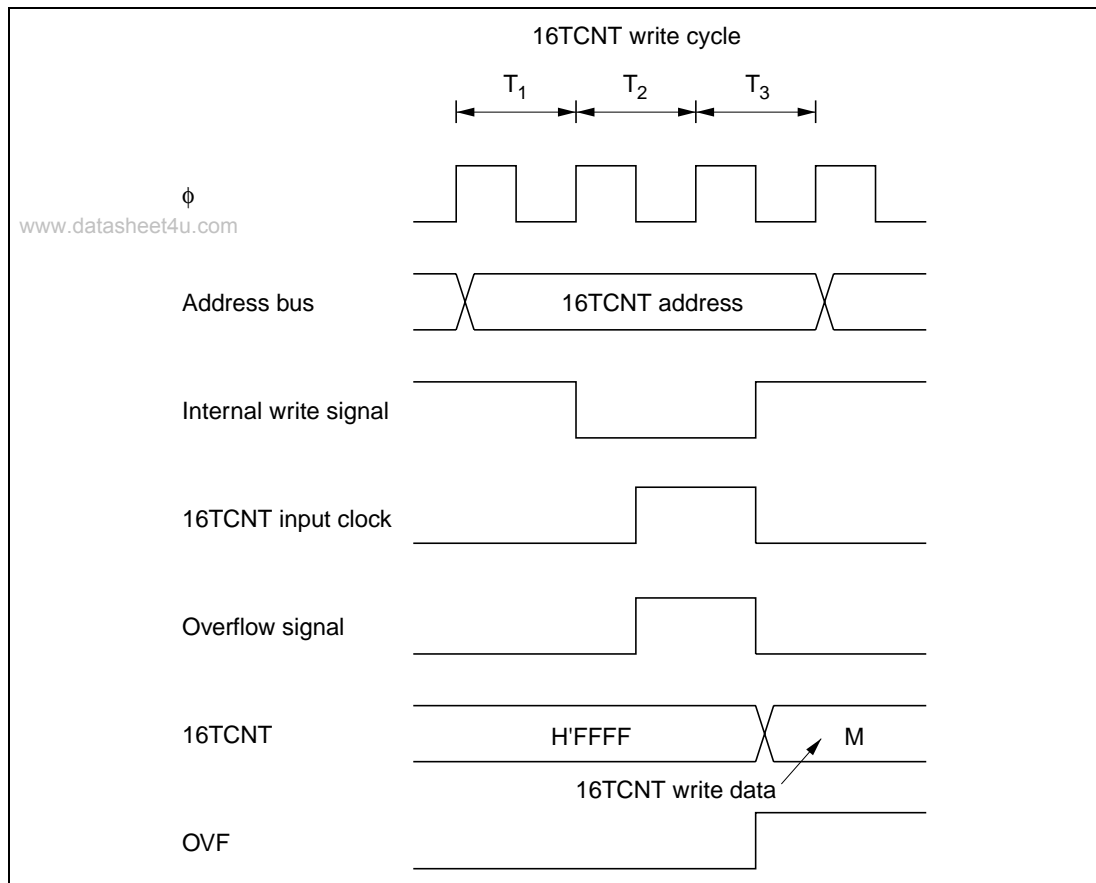 16TCNT write cycle
T1 T2 T3
φ
www.datasheet4u.com
Address bus
16TCNT address
Internal write signal
16TCNT input clock
Overflow signal
16TCNT
H'FFFF
M
16TCNT write data
OVF